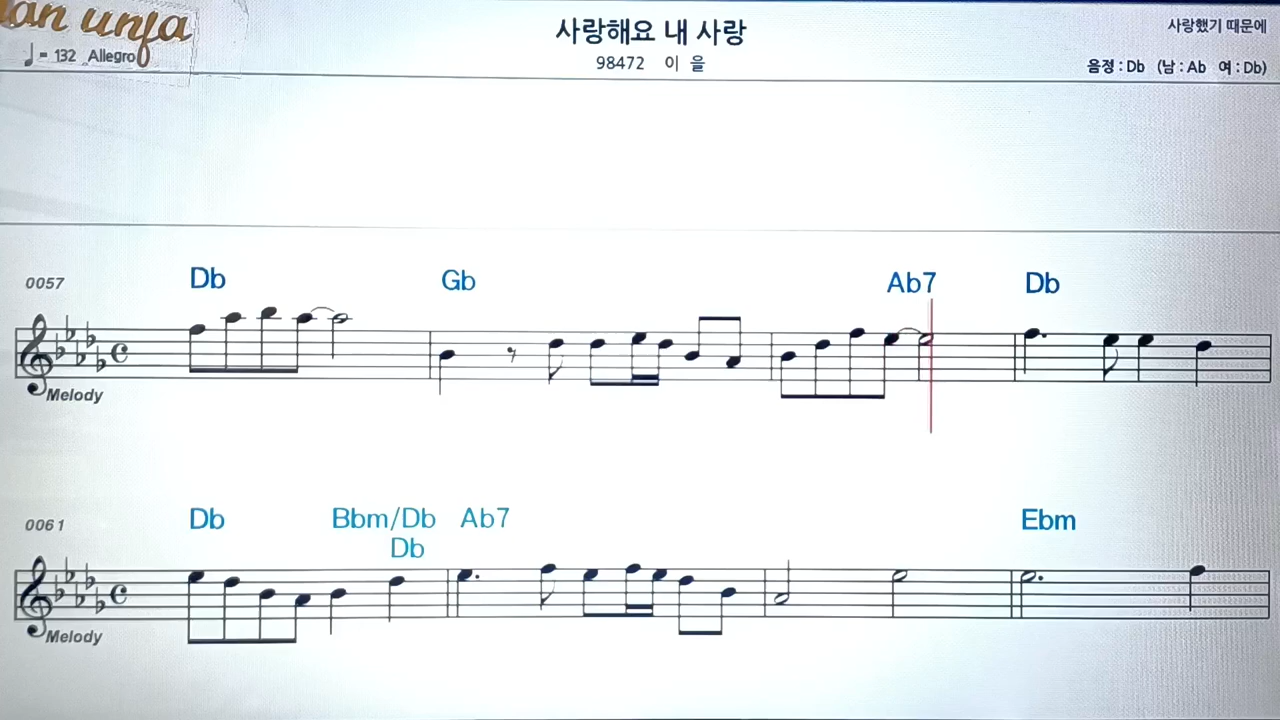 사랑해요 내 사랑
사랑했기 때문에
♩= 132 Allegro
98472 이 을
음정 : Db (남 : Ab 여 : Db)
0057 Db Gb Ab7 Db
Melody
0061 Db Bbm/Db Ab7 Ebm
Db
Melody